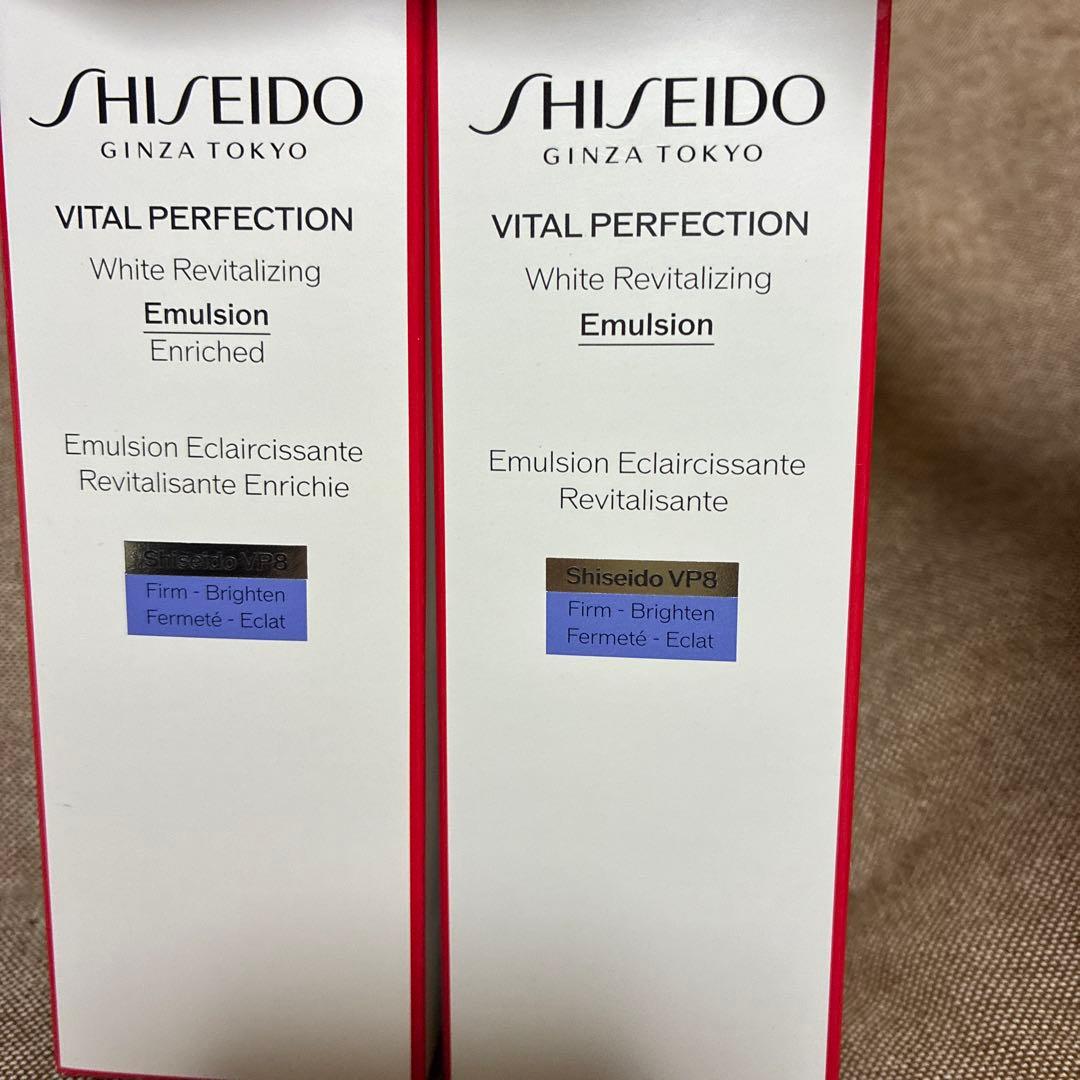 SHISEIDO
GINZA TOKYO
VITAL PERFECTION
White Revitalizing
Emulsion
Enriched
Emulsion Eclaircissante
Revitalisante Enrichie
Shiseido VP8
Firm - Brighten
Fermeté - Eclat
SHISEIDO
GINZA TOKYO
VITAL PERFECTION
White Revitalizing
Emulsion
Emulsion Eclaircissante
Revitalisante
Shiseido VP8
Firm - Brighten
Fermeté - Eclat